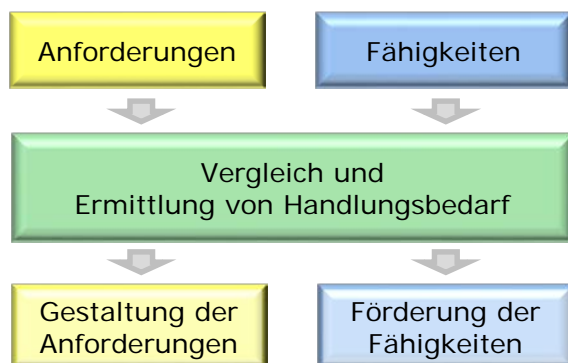 Anforderungen
Fähigkeiten
Vergleich und
Ermittlung von Handlungsbedarf
Gestaltung der
Anforderungen
Förderung der
Fähigkeiten